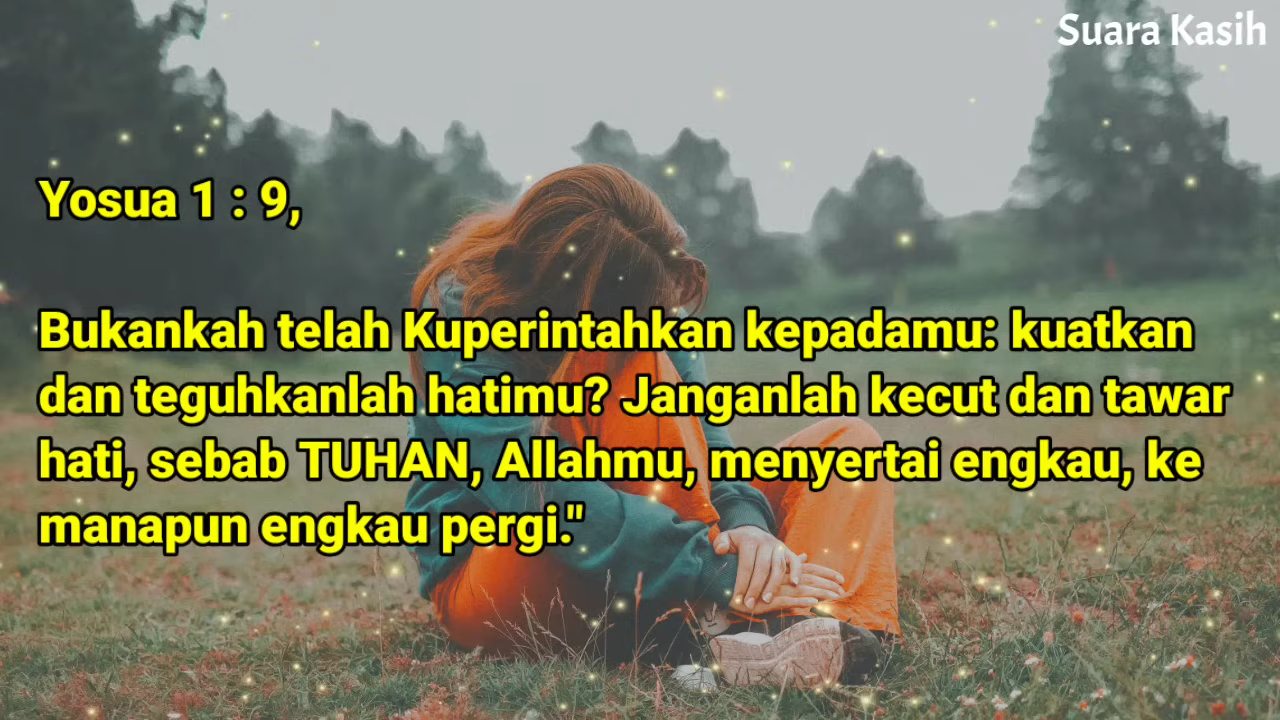 Suara Kasih
Yosua 1 : 9,
Bukankah telah Kuperintahkan kepadamu: kuatkan
dan teguhkanlah hatimu? Janganlah kecut dan tawar
hati, sebab TUHAN, Allahmu, menyertai engkau, ke
manapun engkau pergi."